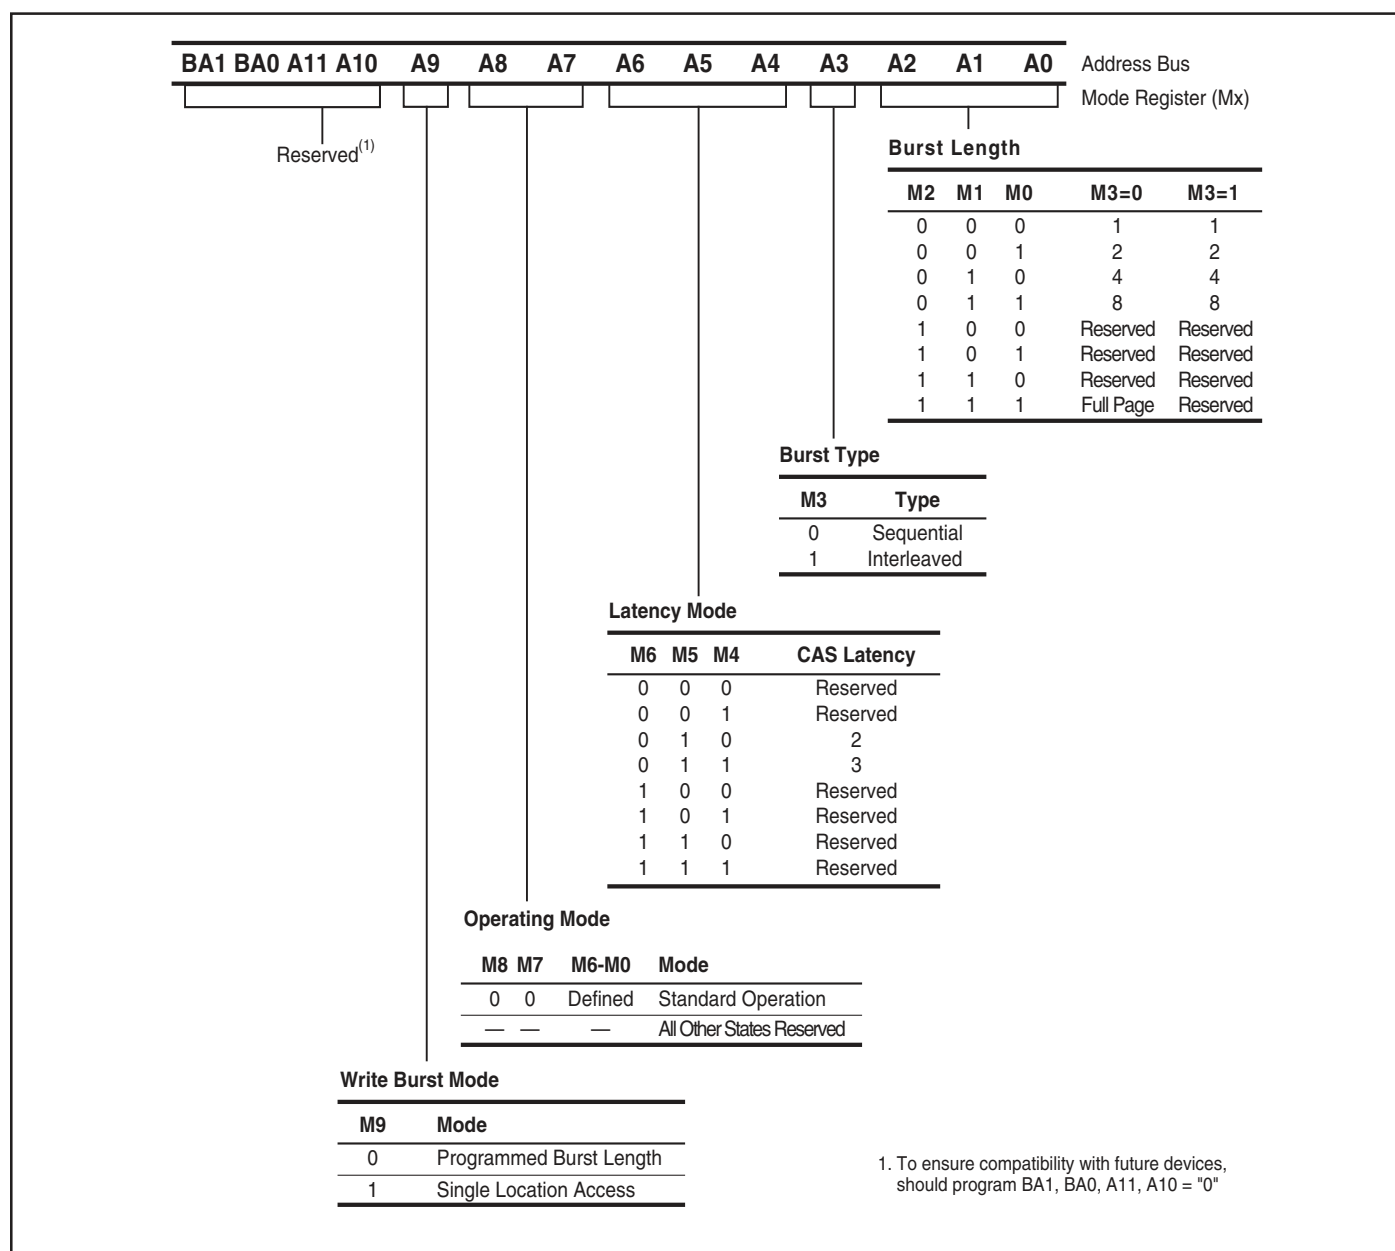 BA1 BA0 A11 A10 A9 A8 A7 A6 A5 A4 A3 A2 A1 A0 Address Bus
Mode Register (Mx)
Reserved(1)
Burst Length
M2 M1 M0 M3=0 M3=1
0 0 0 1 1
0 0 1 2 2
0 1 0 4 4
0 1 1 8 8
1 0 0 Reserved Reserved
1 0 1 Reserved Reserved
1 1 0 Reserved Reserved
1 1 1 Full Page Reserved
Burst Type
M3 Type
0 Sequential
1 Interleaved
Latency Mode
M6 M5 M4 CAS Latency
0 0 0 Reserved
0 0 1 Reserved
0 1 0 2
0 1 1 3
1 0 0 Reserved
1 0 1 Reserved
1 1 0 Reserved
1 1 1 Reserved
Operating Mode
M8 M7 M6-M0 Mode
0 0 Defined Standard Operation
— — — All Other States Reserved
Write Burst Mode
M9 Mode
0 Programmed Burst Length
1 Single Location Access
1. To ensure compatibility with future devices,
should program BA1, BA0, A11, A10 = "0"